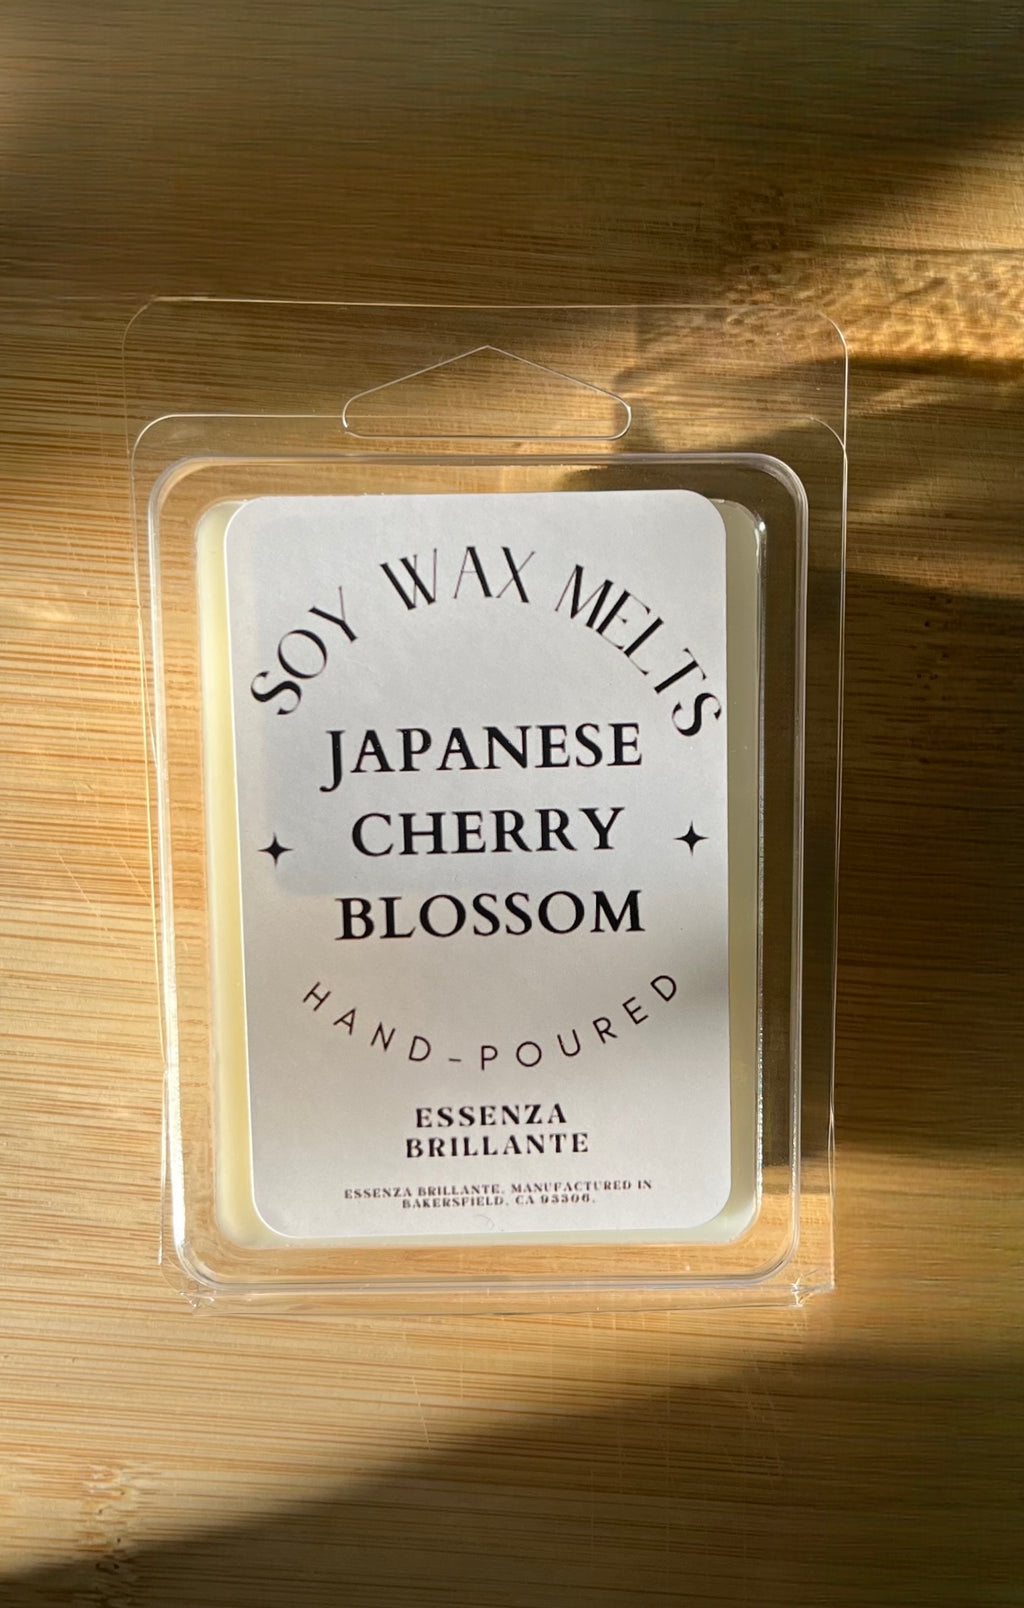 SOY WAX MELTS
JAPANESE
CHERRY
BLOSSOM
HAND-POURED
ESSENZA
BRILLANTE
ESSENZA BRILLANTE. MANUFACTURED IN
BAKERSFIELD, CA 93306.